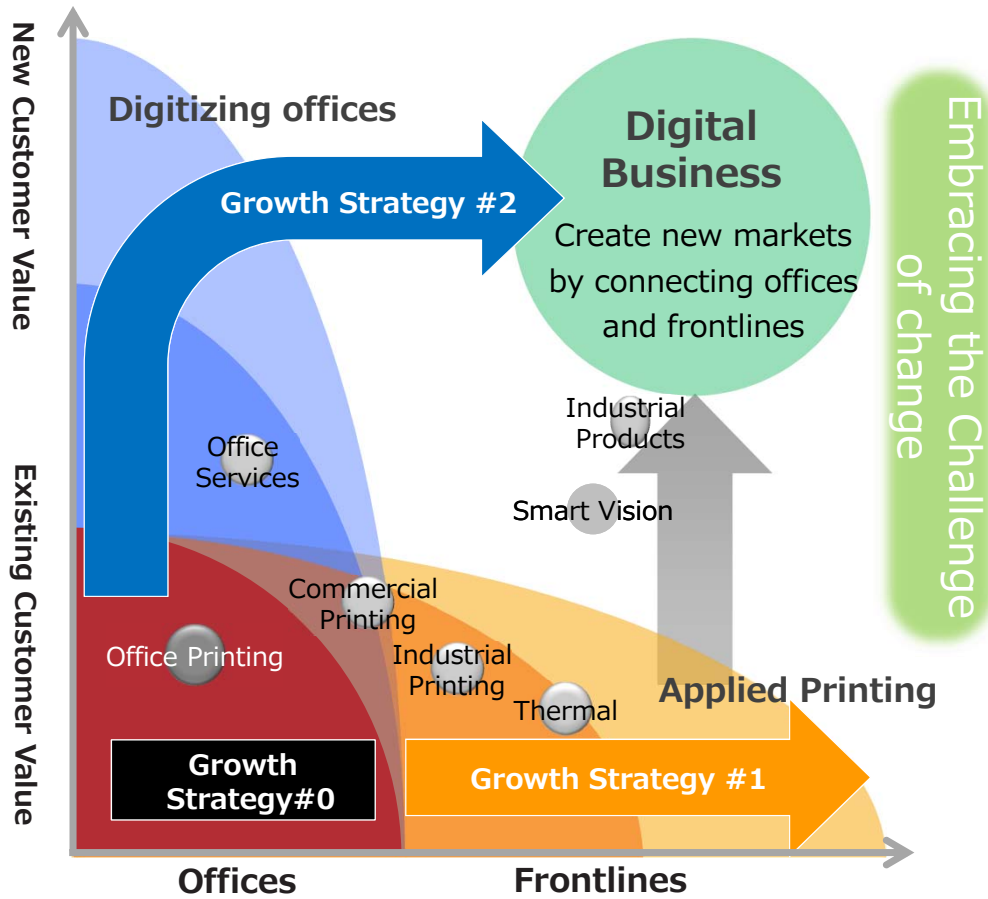 New Customer Value
Existing Customer Value
Digitizing offices
Growth Strategy #2
Digital
Business
Create new markets
by connecting offices
and frontlines
Embracing the Challenge
of change
Industrial
Products
Office
Services
Smart Vision
Commercial
Printing
Office Printing
Industrial
Printing
Thermal
Applied Printing
Growth
Strategy#0
Growth Strategy #1
Offices
Frontlines